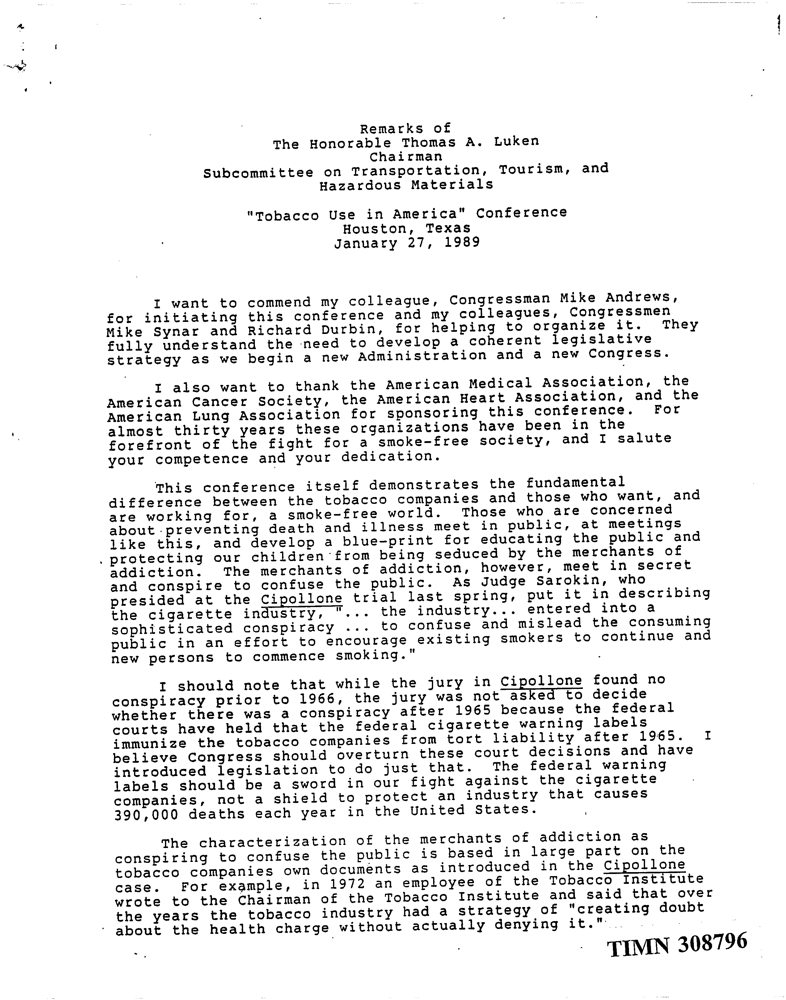 Remarks of
The Honorable Thomas A. Luken
Chairman
Subcommittee on Transportation, Tourism, and
Hazardous Materials
"Tobacco Use in America" Conference
Houston, Texas
January 27, 1989
I want to commend my colleague, Congressman Mike Andrews,
for initiating this conference and my colleagues, Congressmen
Mike Synar and Richard Durbin, for helping to organize it. They
fully understand the need to develop a coherent legislative
strategy as we begin a new Administration and a new Congress.
I also want to thank the American Medical Association, the
American Cancer Society, the American Heart Association, and the
American Lung Association for sponsoring this conference. For
almost thirty years these organizations have been in the
forefront of the fight for a smoke-free society, and I salute
your competence and your dedication.
This conference itself demonstrates the fundamental
difference between the tobacco companies and those who want, and
are working for, a smoke-free world. Those who are concerned
about preventing death and illness meet in public, at meetings
like this, and develop a blue-print for educating the public and
protecting our children from being seduced by the merchants of
addiction. The merchants of addiction, however, meet in secret
and conspire to confuse the public. As Judge Sarokin, who
presided at the Cipollone trial last spring, put it in describing
the cigarette industry, "... the industry... entered into a
sophisticated conspiracy ... to confuse and mislead the consuming
public in an effort to encourage existing smokers to continue and
new persons to commence smoking."
I should note that while the jury in Cipollone found no
conspiracy prior to 1966, the jury was not asked to decide
whether there was a conspiracy after 1965 because the federal
courts have held that the federal cigarette warning labels
immunize the tobacco companies from tort liability after 1965. I
believe Congress should overturn these court decisions and have
introduced legislation to do just that. The federal warning
labels should be a sword in our fight against the cigarette
companies, not a shield to protect an industry that causes
390,000 deaths each year in the United States.
The characterization of the merchants of addiction as
conspiring to confuse the public is based in large part on the
tobacco companies own documents as introduced in the Cipollone
case. For example, in 1972 an employee of the Tobacco Institute
wrote to the Chairman of the Tobacco Institute and said that over
the years the tobacco industry had a strategy of "creating doubt
about the health charge without actually denying it."
TIMN 308796